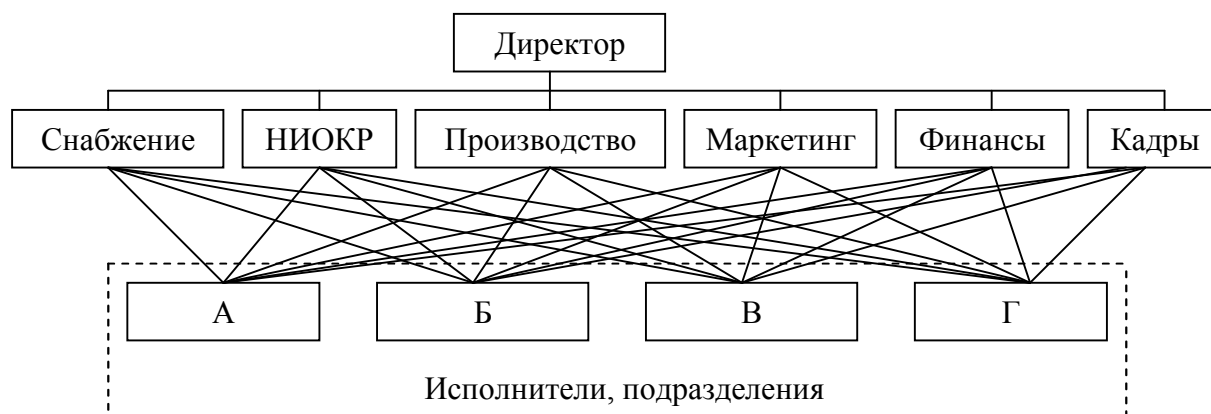 Директор
Снабжение НИОКР Производство Маркетинг Финансы Кадры
А Б В Г
Исполнители, подразделения